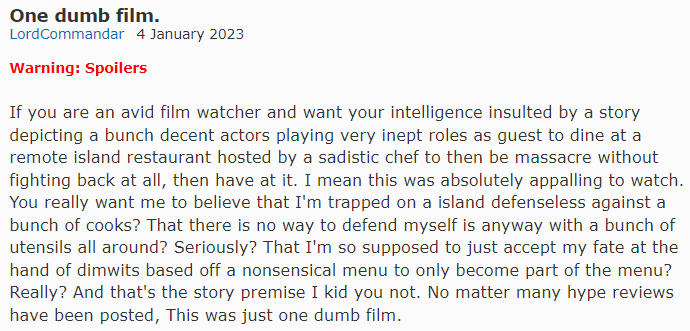 One dumb film.
LordCommandar 4 January 2023
Warning: Spoilers
If you are an avid film watcher and want your intelligence insulted by a story
depicting a bunch decent actors playing very inept roles as guest to dine at a
remote island restaurant hosted by a sadistic chef to then be massacre without
fighting back at all, then have at it. I mean this was absolutely appalling to watch.
You really want me to believe that I'm trapped on a island defenseless against a
bunch of cooks? That there is no way to defend myself is anyway with a bunch of
utensils all around? Seriously? That I'm so supposed to just accept my fate at the
hand of dimwits based off a nonsensical menu to only become part of the menu?
Really? And that's the story premise I kid you not. No matter many hype reviews
have been posted, This was just one dumb film.